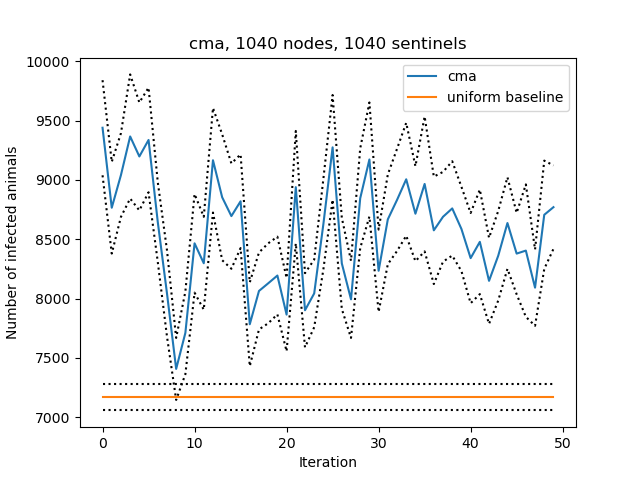 cma, 1040 nodes, 1040 sentinels
cma
uniform baseline
Number of infected animals
10000
9500
9000
8500
8000
7500
7000
0 10 20 30 40 50
Iteration